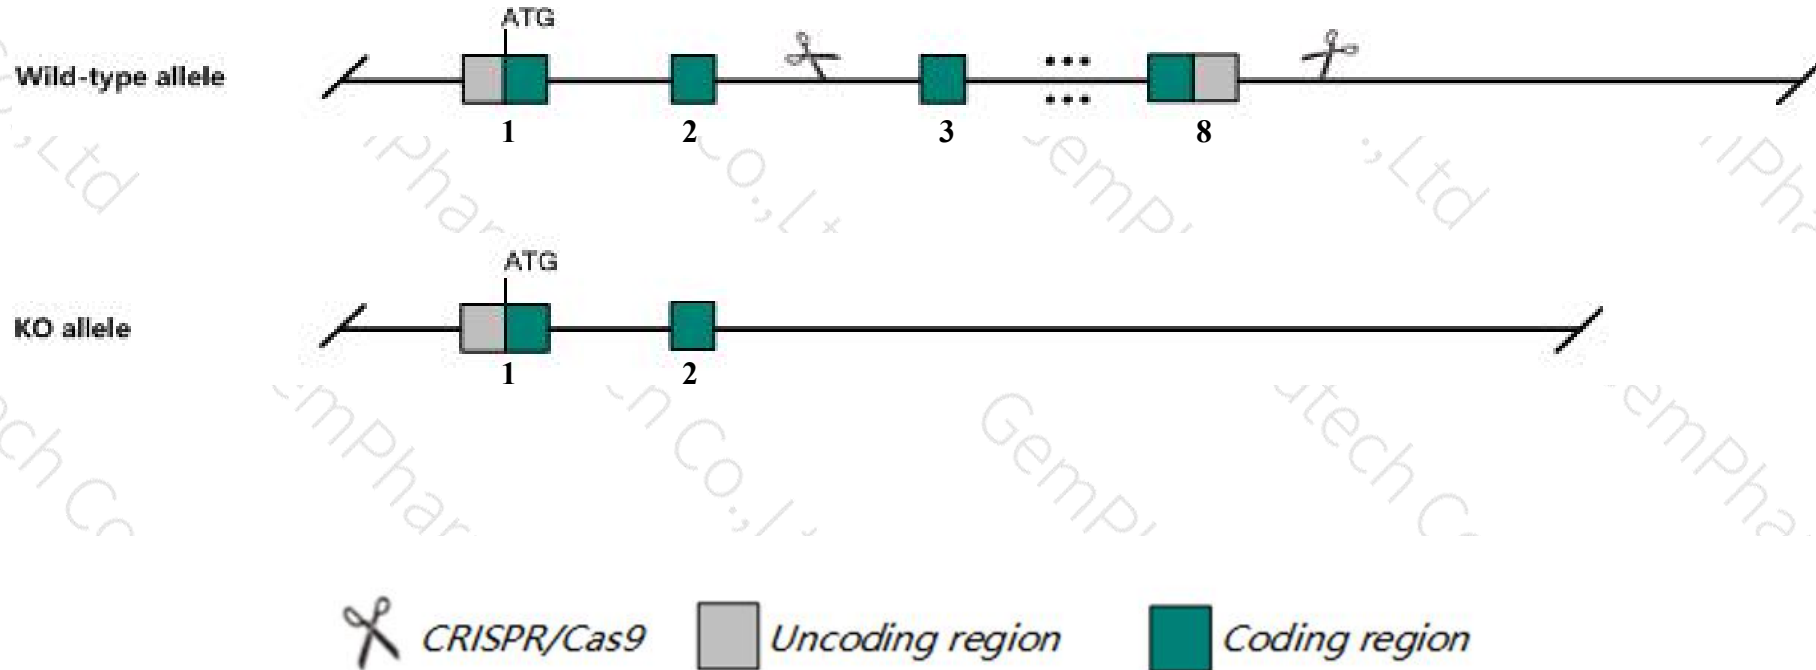 ATG
Wild-type allele
1 2 3 8
ATG
KO allele
1 2
CRISPR/Cas9 Uncoding region Coding region